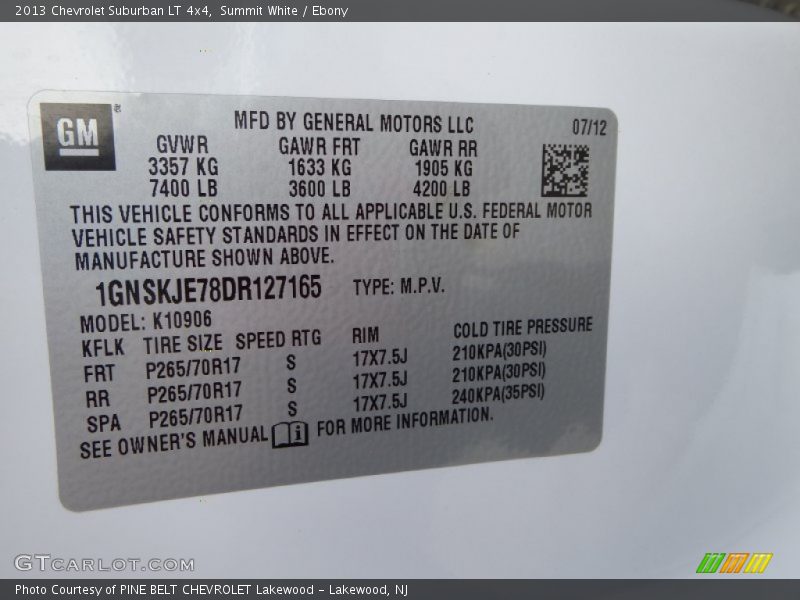 2013 Chevrolet Suburban LT 4x4, Summit White / Ebony
GM ®
MFD BY GENERAL MOTORS LLC 07/12
GVWR GAWR FRT GAWR RR
3357 KG 1633 KG 1905 KG
7400 LB 3600 LB 4200 LB
THIS VEHICLE CONFORMS TO ALL APPLICABLE U.S. FEDERAL MOTOR
VEHICLE SAFETY STANDARDS IN EFFECT ON THE DATE OF
MANUFACTURE SHOWN ABOVE.
1GNSKJE78DR127165 TYPE: M.P.V.
MODEL: K10906
KFLK TIRE SIZE SPEED RTG RIM COLD TIRE PRESSURE
FRT P265/70R17 S 17X7.5J 210KPA(30PSI)
RR P265/70R17 S 17X7.5J 210KPA(30PSI)
SPA P265/70R17 S 17X7.5J 240KPA(35PSI)
SEE OWNER'S MANUAL i FOR MORE INFORMATION.
GTCARLOT.COM
Photo Courtesy of PINE BELT CHEVROLET Lakewood - Lakewood, NJ